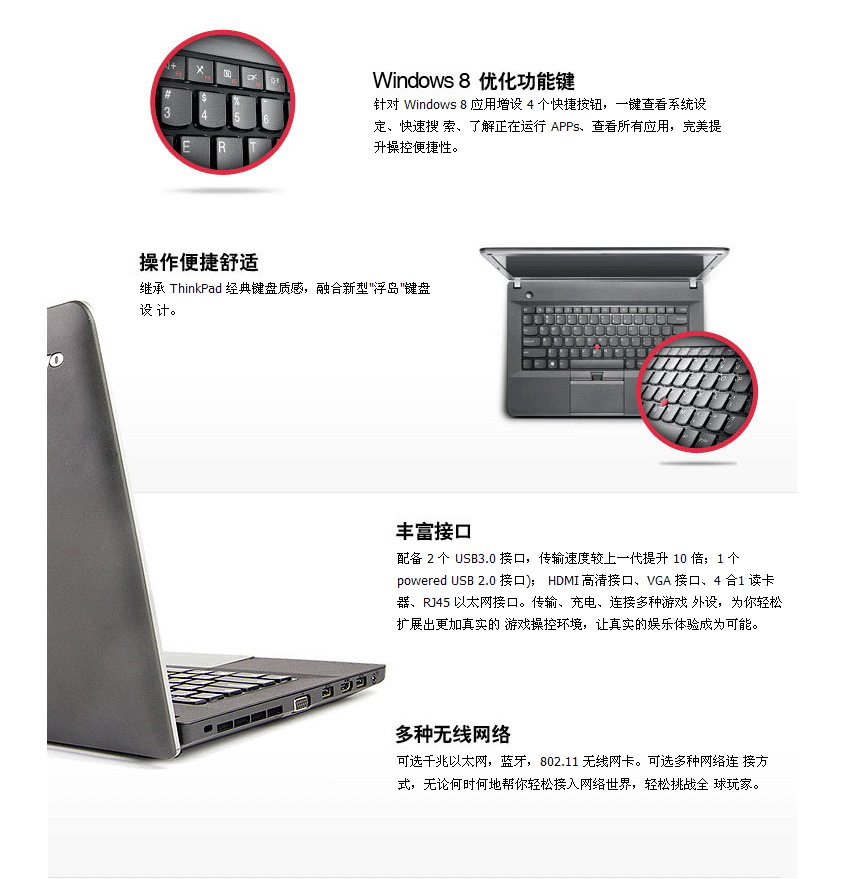 Windows 8 优化功能键
针对 Windows 8 应用增设 4 个快捷按钮，一键查看系统设
定、快速搜 索、了解正在运行 APPs、查看所有应用，完美提
升操控便捷性。
# $ % 
3 4 5 6
E R T
操作便捷舒适
继承 ThinkPad 经典键盘质感，融合新型"浮岛"键盘
设 计。
vo
丰富接口
配备 2 个 USB3.0 接口，传输速度较上一代提升 10 倍；1 个
powered USB 2.0 接口)； HDMI 高清接口、VGA 接口、4 合1 读卡
器、RJ45 以太网接口。传输、充电、连接多种游戏 外设，为你轻松
扩展出更加真实的 游戏操控环境，让真实的娱乐体验成为可能。
多种无线网络
可选千兆以太网，蓝牙，802.11 无线网卡。可选多种网络连 接方
式，无论何时何地帮你轻松接入网络世界，轻松挑战全 球玩家。